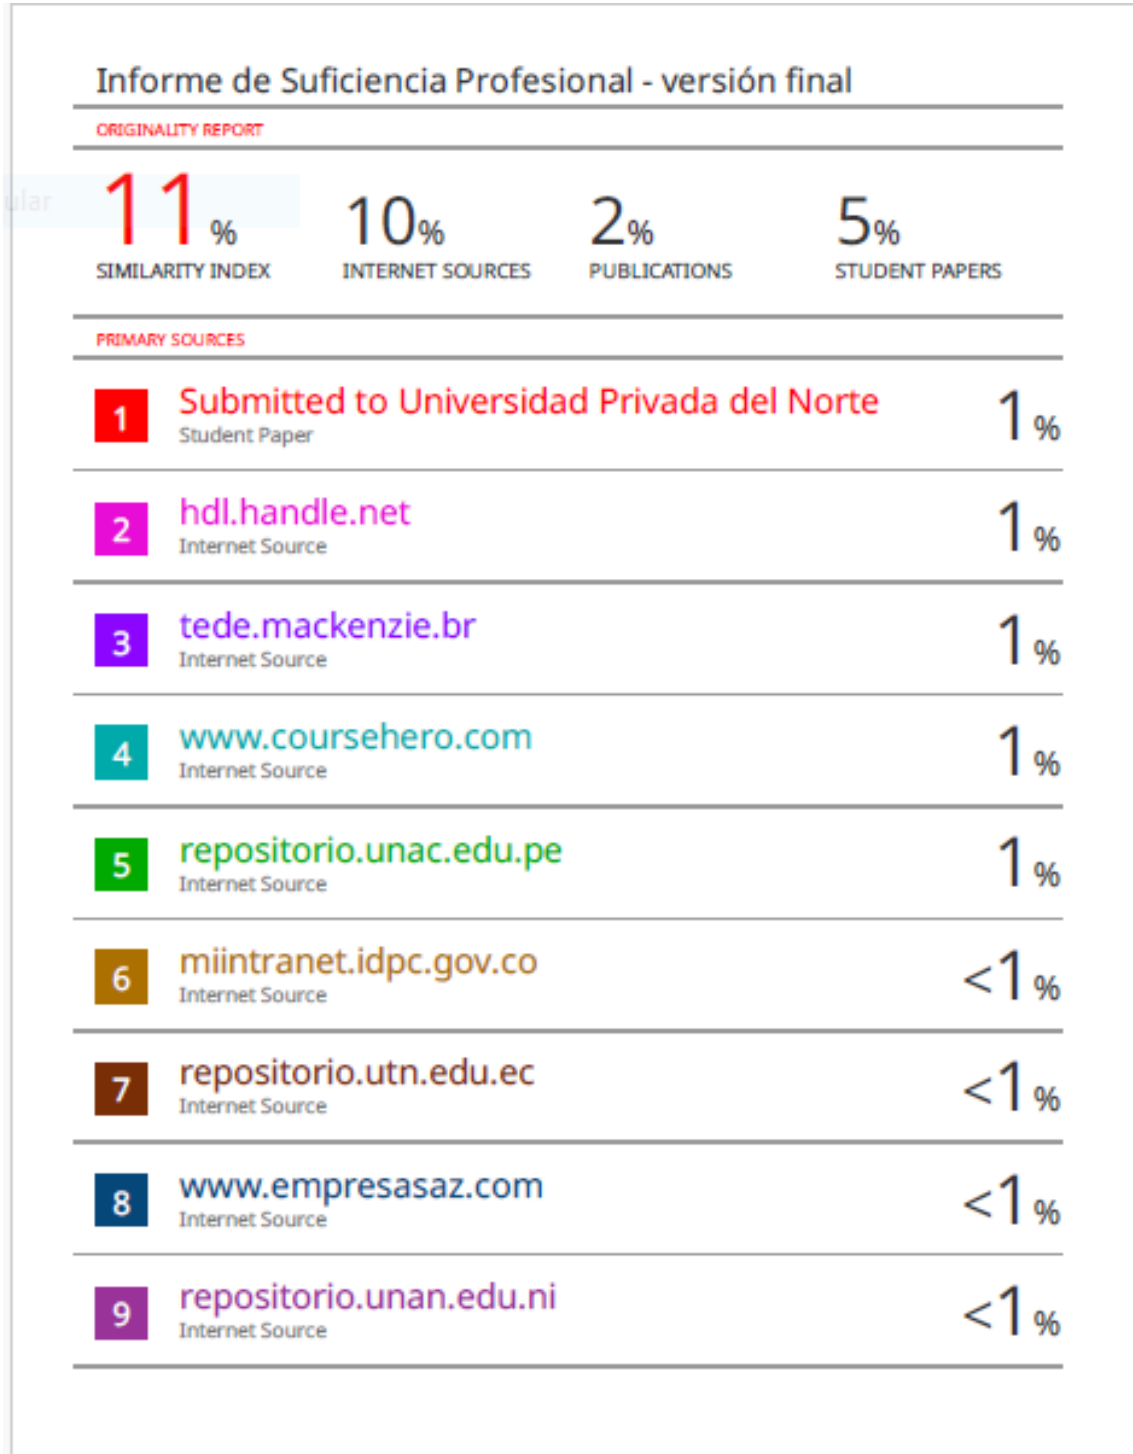 Informe de Suficiencia Profesional - versión final
ORIGINALITY REPORT
ular
11% 10% 2% 5%
SIMILARITY INDEX INTERNET SOURCES PUBLICATIONS STUDENT PAPERS
PRIMARY SOURCES
1 Submitted to Universidad Privada del Norte 1%
Student Paper
2 hdl.handle.net 1%
Internet Source
3 tede.mackenzie.br 1%
Internet Source
4 www.coursehero.com 1%
Internet Source
5 repositorio.unac.edu.pe 1%
Internet Source
6 miintranet.idpc.gov.co <1%
Internet Source
7 repositorio.utn.edu.ec <1%
Internet Source
8 www.empresasaz.com <1%
Internet Source
9 repositorio.unan.edu.ni <1%
Internet Source